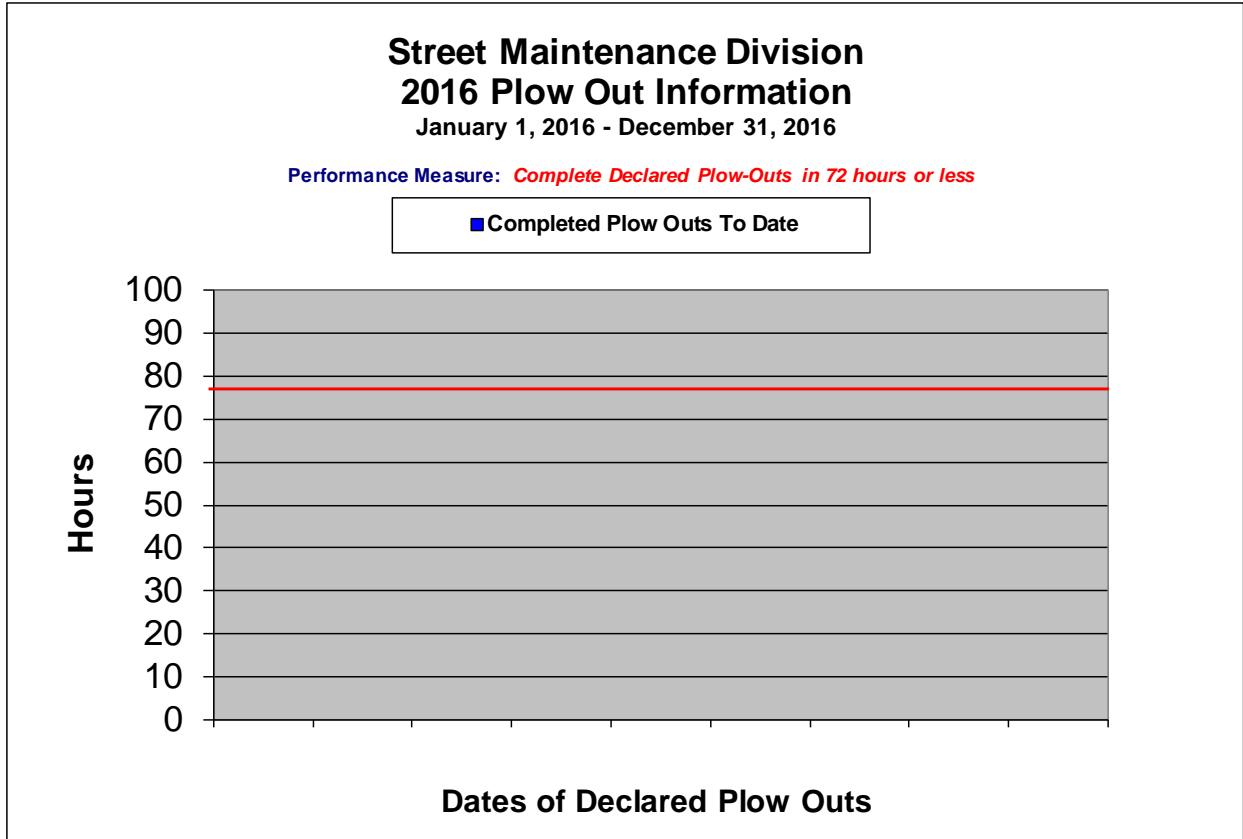 Street Maintenance Division
2016 Plow Out Information
January 1, 2016 - December 31, 2016
Performance Measure: Complete Declared Plow-Outs in 72 hours or less
Completed Plow Outs To Date
100
90
80
70
60
50
40
30
20
10
0
Hours
Dates of Declared Plow Outs